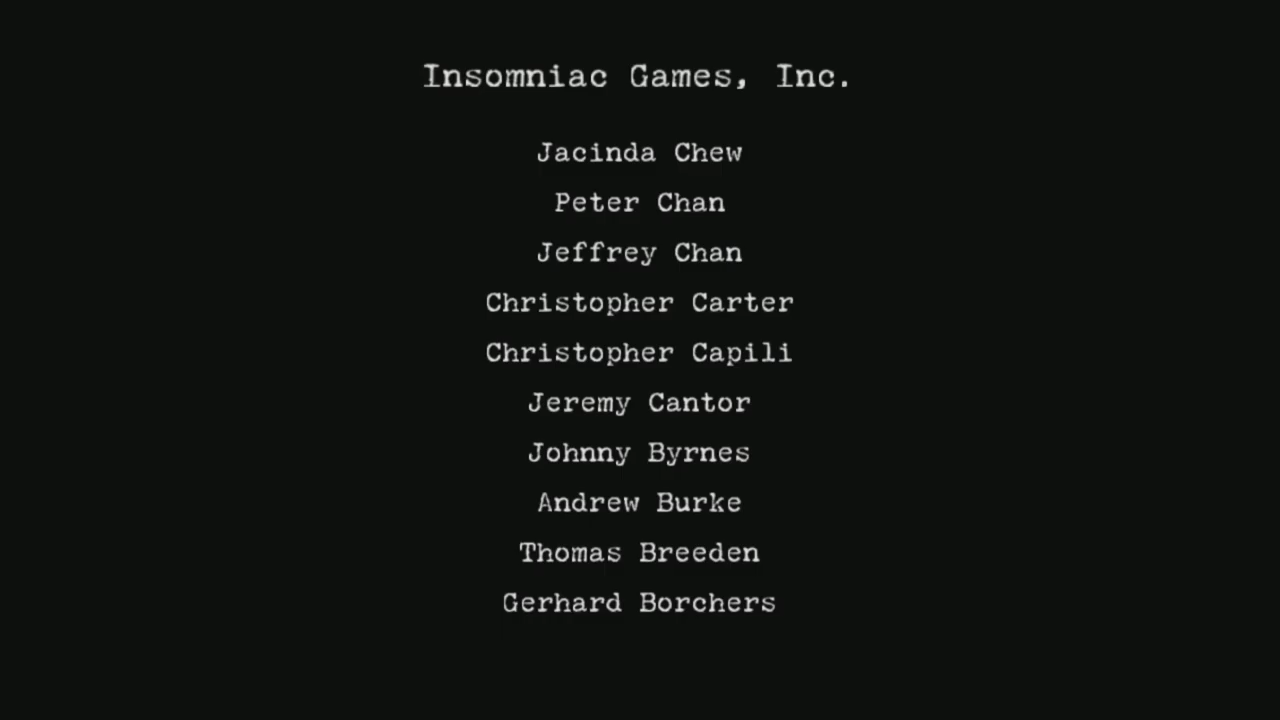 Insomniac Games, Inc.
Jacinda Chew
Peter Chan
Jeffrey Chan
Christopher Carter
Christopher Capili
Jeremy Cantor
Johnny Byrnes
Andrew Burke
Thomas Breeden
Gerhard Borchers